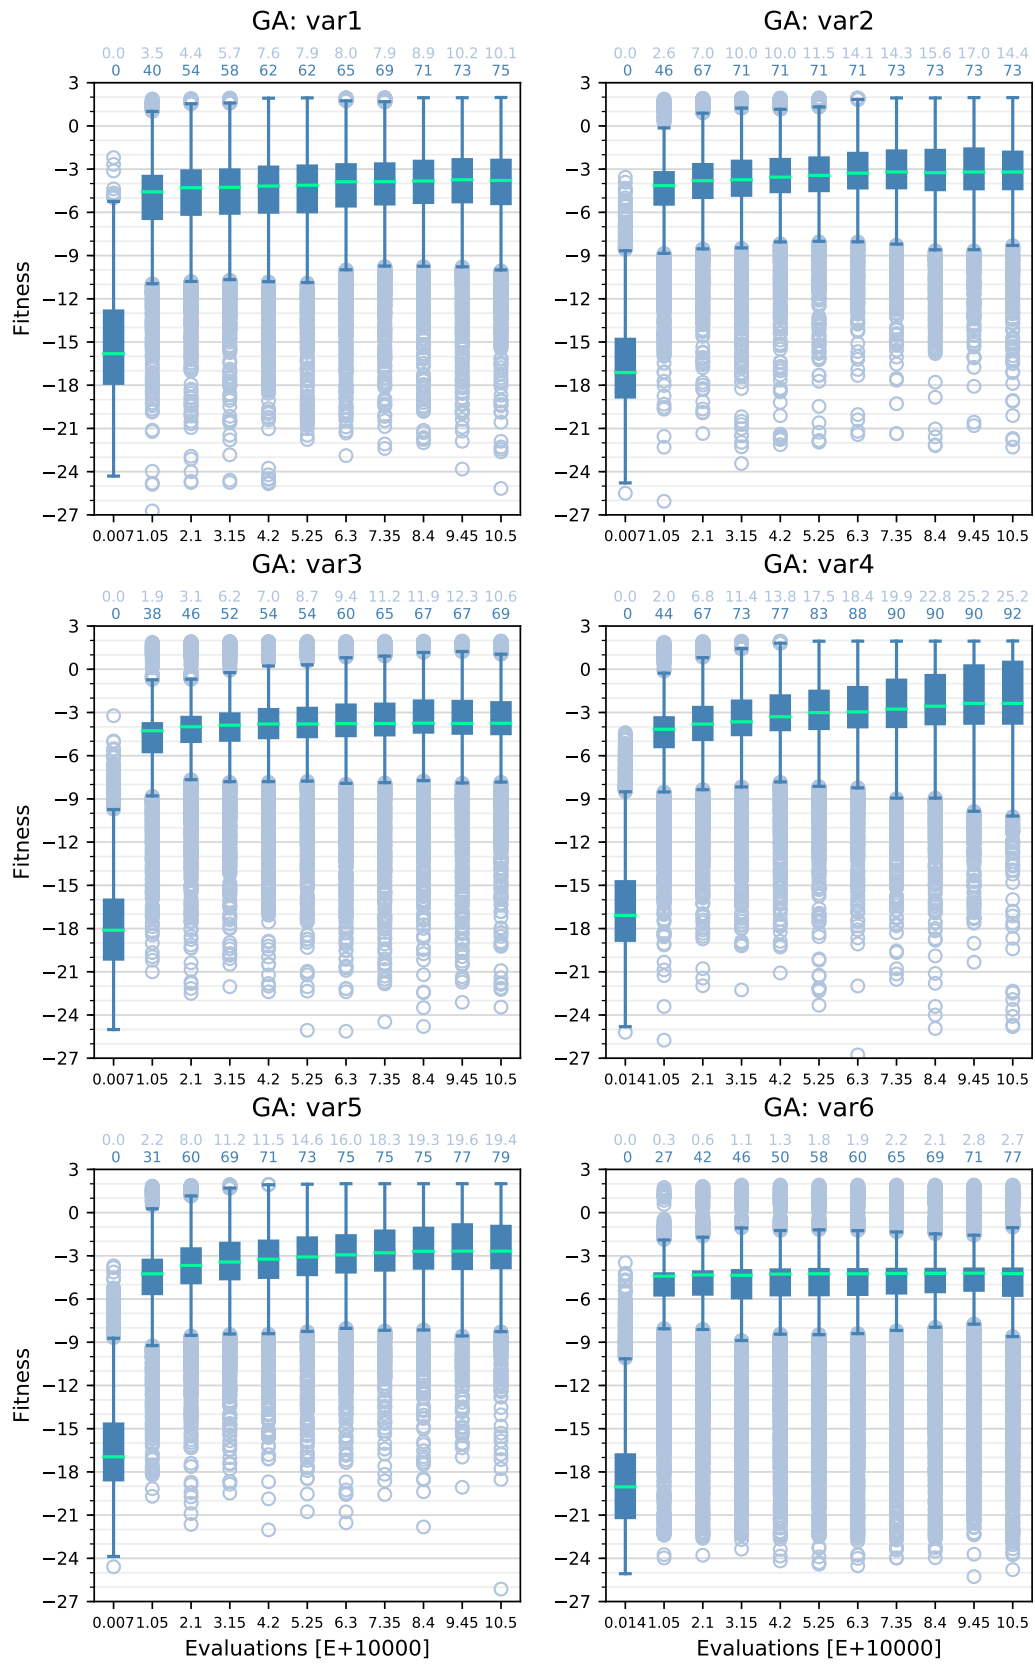 GA: var1
0.0 3.5 4.4 5.7 7.6 7.9 8.0 7.9 8.9 10.2 10.1
0 40 54 58 62 62 65 69 71 73 75
3
0
−3
−6
−9
−12
−15
−18
−21
−24
−27
Fitness
0.007 1.05 2.1 3.15 4.2 5.25 6.3 7.35 8.4 9.45 10.5
GA: var2
0.0 2.6 7.0 10.0 10.0 11.5 14.1 14.3 15.6 17.0 14.4
0 46 67 71 71 71 71 73 73 73 73
3
0
−3
−6
−9
−12
−15
−18
−21
−24
−27
0.007 1.05 2.1 3.15 4.2 5.25 6.3 7.35 8.4 9.45 10.5
GA: var3
0.0 1.9 3.1 6.2 7.0 8.7 9.4 11.2 11.9 12.3 10.6
0 38 46 52 54 54 60 65 67 67 69
3
0
−3
−6
−9
−12
−15
−18
−21
−24
−27
Fitness
0.007 1.05 2.1 3.15 4.2 5.25 6.3 7.35 8.4 9.45 10.5
GA: var4
0.0 2.0 6.8 11.4 13.8 17.5 18.4 19.9 22.8 25.2 25.2
0 44 67 73 77 83 88 90 90 90 92
3
0
−3
−6
−9
−12
−15
−18
−21
−24
−27
0.014 1.05 2.1 3.15 4.2 5.25 6.3 7.35 8.4 9.45 10.5
GA: var5
0.0 2.2 8.0 11.2 11.5 14.6 16.0 18.3 19.3 19.6 19.4
0 31 60 69 71 73 75 75 75 77 79
3
0
−3
−6
−9
−12
−15
−18
−21
−24
−27
Fitness
0.007 1.05 2.1 3.15 4.2 5.25 6.3 7.35 8.4 9.45 10.5
Evaluations [E+10000]
GA: var6
0.0 0.3 0.6 1.1 1.3 1.8 1.9 2.2 2.1 2.8 2.7
0 27 42 46 50 58 60 65 69 71 77
3
0
−3
−6
−9
−12
−15
−18
−21
−24
−27
0.014 1.05 2.1 3.15 4.2 5.25 6.3 7.35 8.4 9.45 10.5
Evaluations [E+10000]